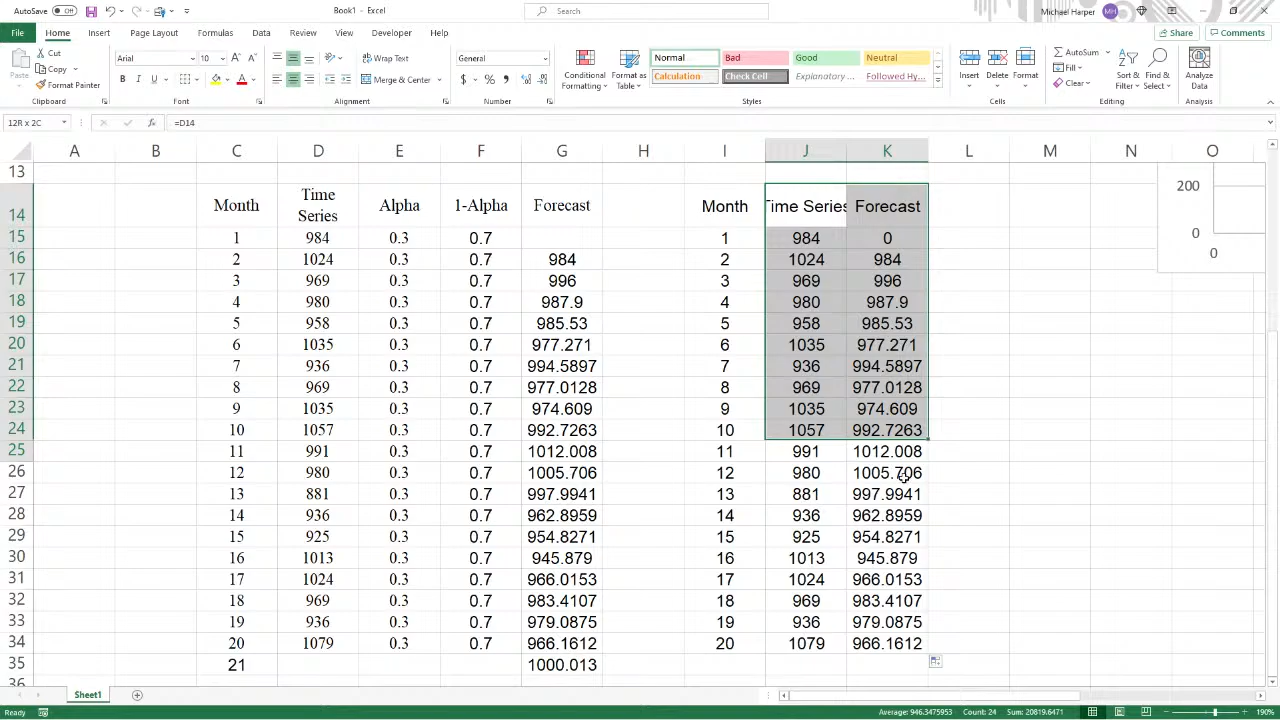 AutoSave Off Book1 - Excel Search Michael Harper MH
File Home Insert Page Layout Formulas Data Review View Developer Help Share Comments
Paste Cut Copy Format Painter Clipboard
Arial 10 A A B I U A Font
Wrap Text Merge & Center Alignment
General $ % Number
Conditional Formatting Format as Table Normal Bad Good Neutral Calculation Check Cell Explanatory ... Followed Hy... Styles
Insert Delete Format Cells
AutoSum Fill Clear Sort & Filter Find & Select Editing
Analyze Data Analysis
12R x 2C fx =D14
A B C D E F G H I J K L M N O
13 200
14 Month Time Series Alpha 1-Alpha Forecast Month Time Series Forecast
15 1 984 0.3 0.7 1 984 0 0
16 2 1024 0.3 0.7 984 2 1024 984 0
17 3 969 0.3 0.7 996 3 969 996
18 4 980 0.3 0.7 987.9 4 980 987.9
19 5 958 0.3 0.7 985.53 5 958 985.53
20 6 1035 0.3 0.7 977.271 6 1035 977.271
21 7 936 0.3 0.7 994.5897 7 936 994.5897
22 8 969 0.3 0.7 977.0128 8 969 977.0128
23 9 1035 0.3 0.7 974.609 9 1035 974.609
24 10 1057 0.3 0.7 992.7263 10 1057 992.7263
25 11 991 0.3 0.7 1012.008 11 991 1012.008
26 12 980 0.3 0.7 1005.706 12 980 1005.706
27 13 881 0.3 0.7 997.9941 13 881 997.9941
28 14 936 0.3 0.7 962.8959 14 936 962.8959
29 15 925 0.3 0.7 954.8271 15 925 954.8271
30 16 1013 0.3 0.7 945.879 16 1013 945.879
31 17 1024 0.3 0.7 966.0153 17 1024 966.0153
32 18 969 0.3 0.7 983.4107 18 969 983.4107
33 19 936 0.3 0.7 979.0875 19 936 979.0875
34 20 1079 0.3 0.7 966.1612 20 1079 966.1612
35 21 1000.013
36
Sheet1
Ready Average: 946.3475953 Count: 24 Sum: 20819.6471 190%